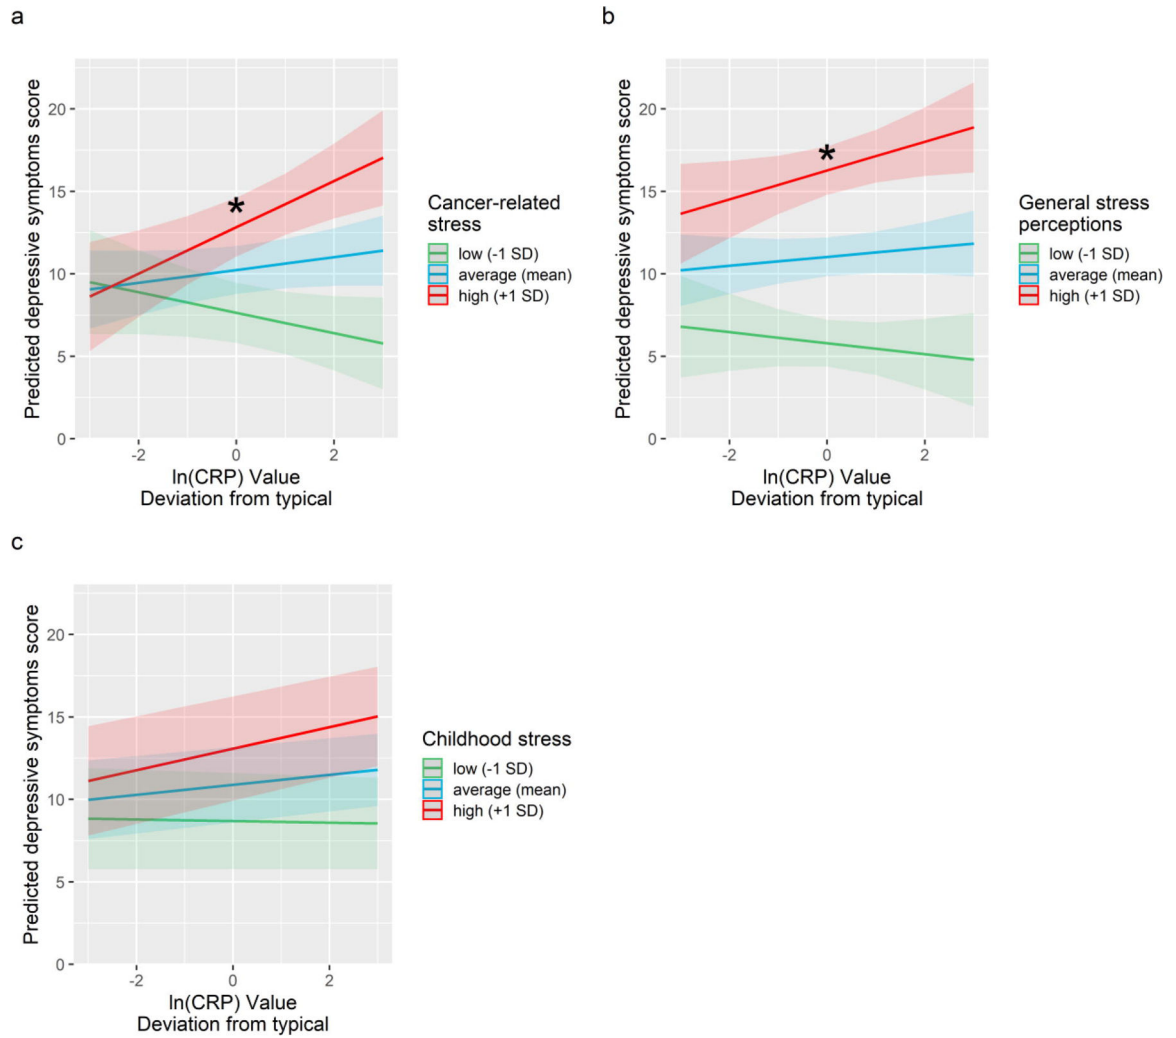 a
Predicted depressive symptoms score
20
15
10
5
0
-2
0
2
ln(CRP) Value
Deviation from typical
*
Cancer-related
stress
low (-1 SD)
average (mean)
high (+1 SD)
b
Predicted depressive symptoms score
20
15
10
5
0
-2
0
2
ln(CRP) Value
Deviation from typical
*
General stress
perceptions
low (-1 SD)
average (mean)
high (+1 SD)
c
Predicted depressive symptoms score
20
15
10
5
0
-2
0
2
ln(CRP) Value
Deviation from typical
Childhood stress
low (-1 SD)
average (mean)
high (+1 SD)